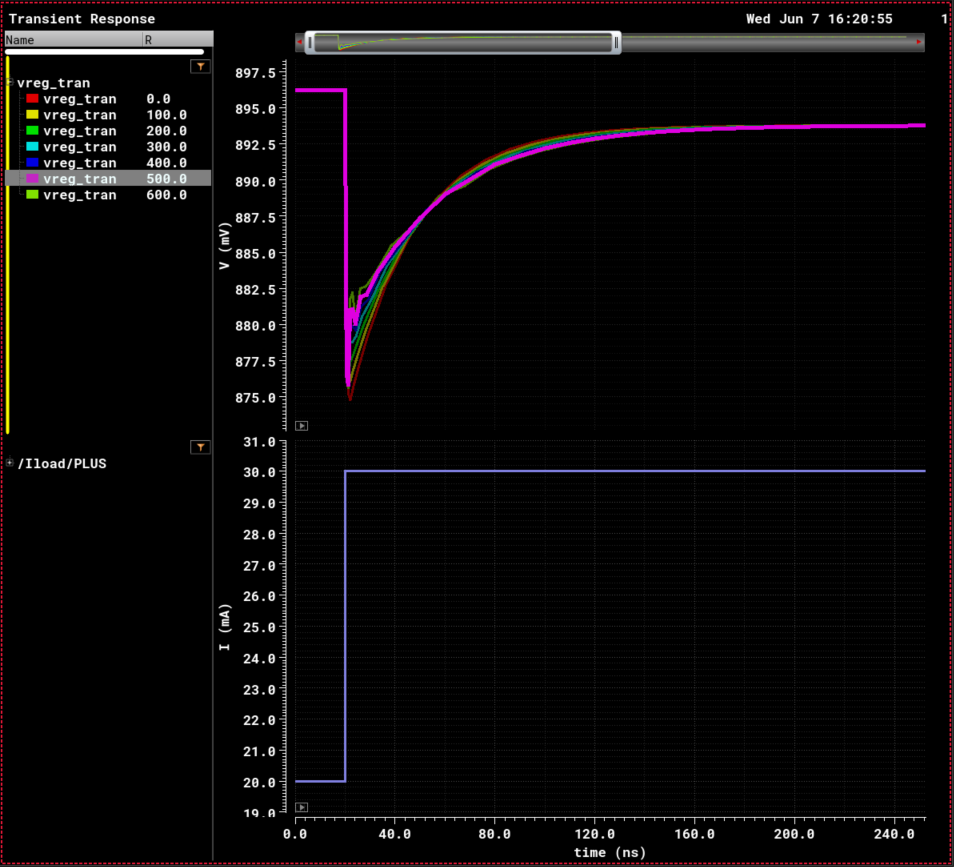 Transient Response Wed Jun 7 16:20:55 1
Name R
vreg_tran
vreg_tran 0.0
vreg_tran 100.0
vreg_tran 200.0
vreg_tran 300.0
vreg_tran 400.0
vreg_tran 500.0
vreg_tran 600.0
897.5
895.0
892.5
890.0
887.5
885.0
882.5
880.0
877.5
875.0
V (mV)
/Iload/PLUS
31.0
30.0
29.0
28.0
27.0
26.0
25.0
24.0
23.0
22.0
21.0
20.0
19.0
I (mA)
0.0 40.0 80.0 120.0 160.0 200.0 240.0
time (ns)